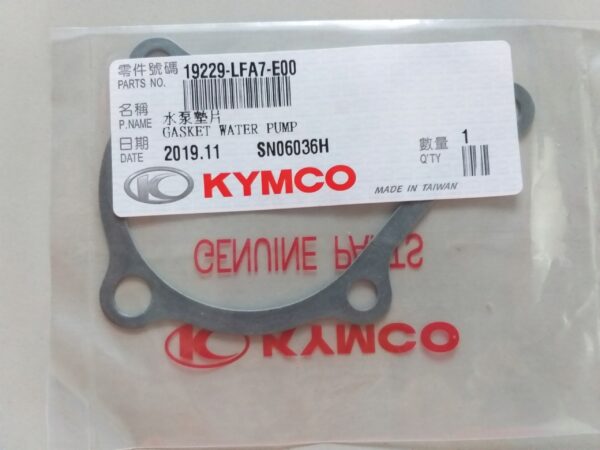 零件號碼 19229-LFA7-E00
PARTS NO.
名稱 水泵墊片
P.NAME GASKET WATER PUMP
日期 數量 1
DATE 2019.11 SN06036H Q'TY
KYMCO
MADE IN TAIWAN
GENUINE PARTS
KYMCO